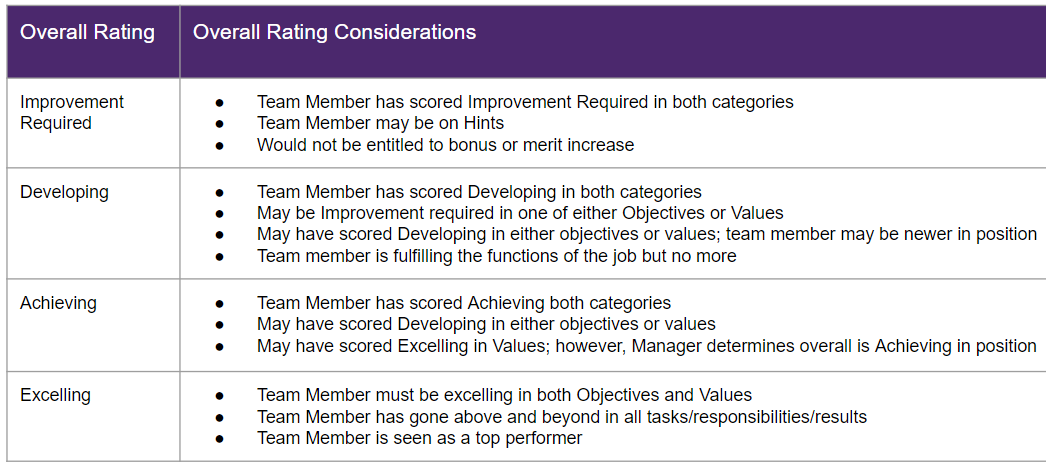 Overall Rating
Overall Rating Considerations
Improvement
Required
● Team Member has scored Improvement Required in both categories
● Team Member may be on Hints
● Would not be entitled to bonus or merit increase
Developing
● Team Member has scored Developing in both categories
● May be Improvement required in one of either Objectives or Values
● May have scored Developing in either objectives or values; team member may be newer in position
● Team member is fulfilling the functions of the job but no more
Achieving
● Team Member has scored Achieving both categories
● May have scored Developing in either objectives or values
● May have scored Excelling in Values; however, Manager determines overall is Achieving in position
Excelling
● Team Member must be excelling in both Objectives and Values
● Team Member has gone above and beyond in all tasks/responsibilities/results
● Team Member is seen as a top performer